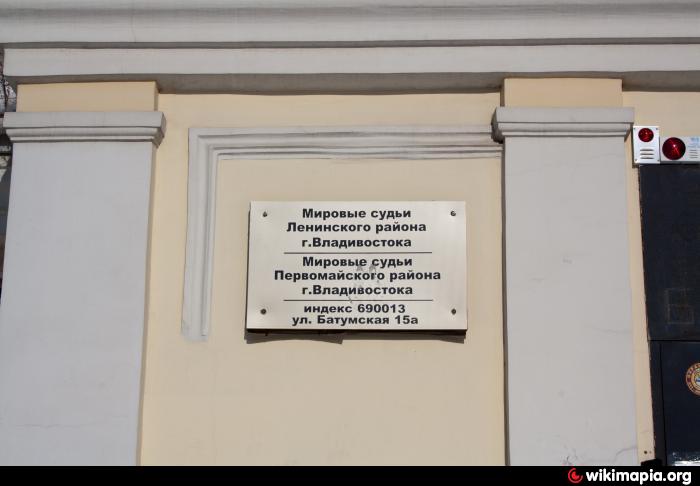 Мировые судьи
Ленинского района
г.Владивостока
Мировые судьи
Первомайского района
г.Владивостока
индекс 690013
ул. Батумская 15а
wikimapia.org